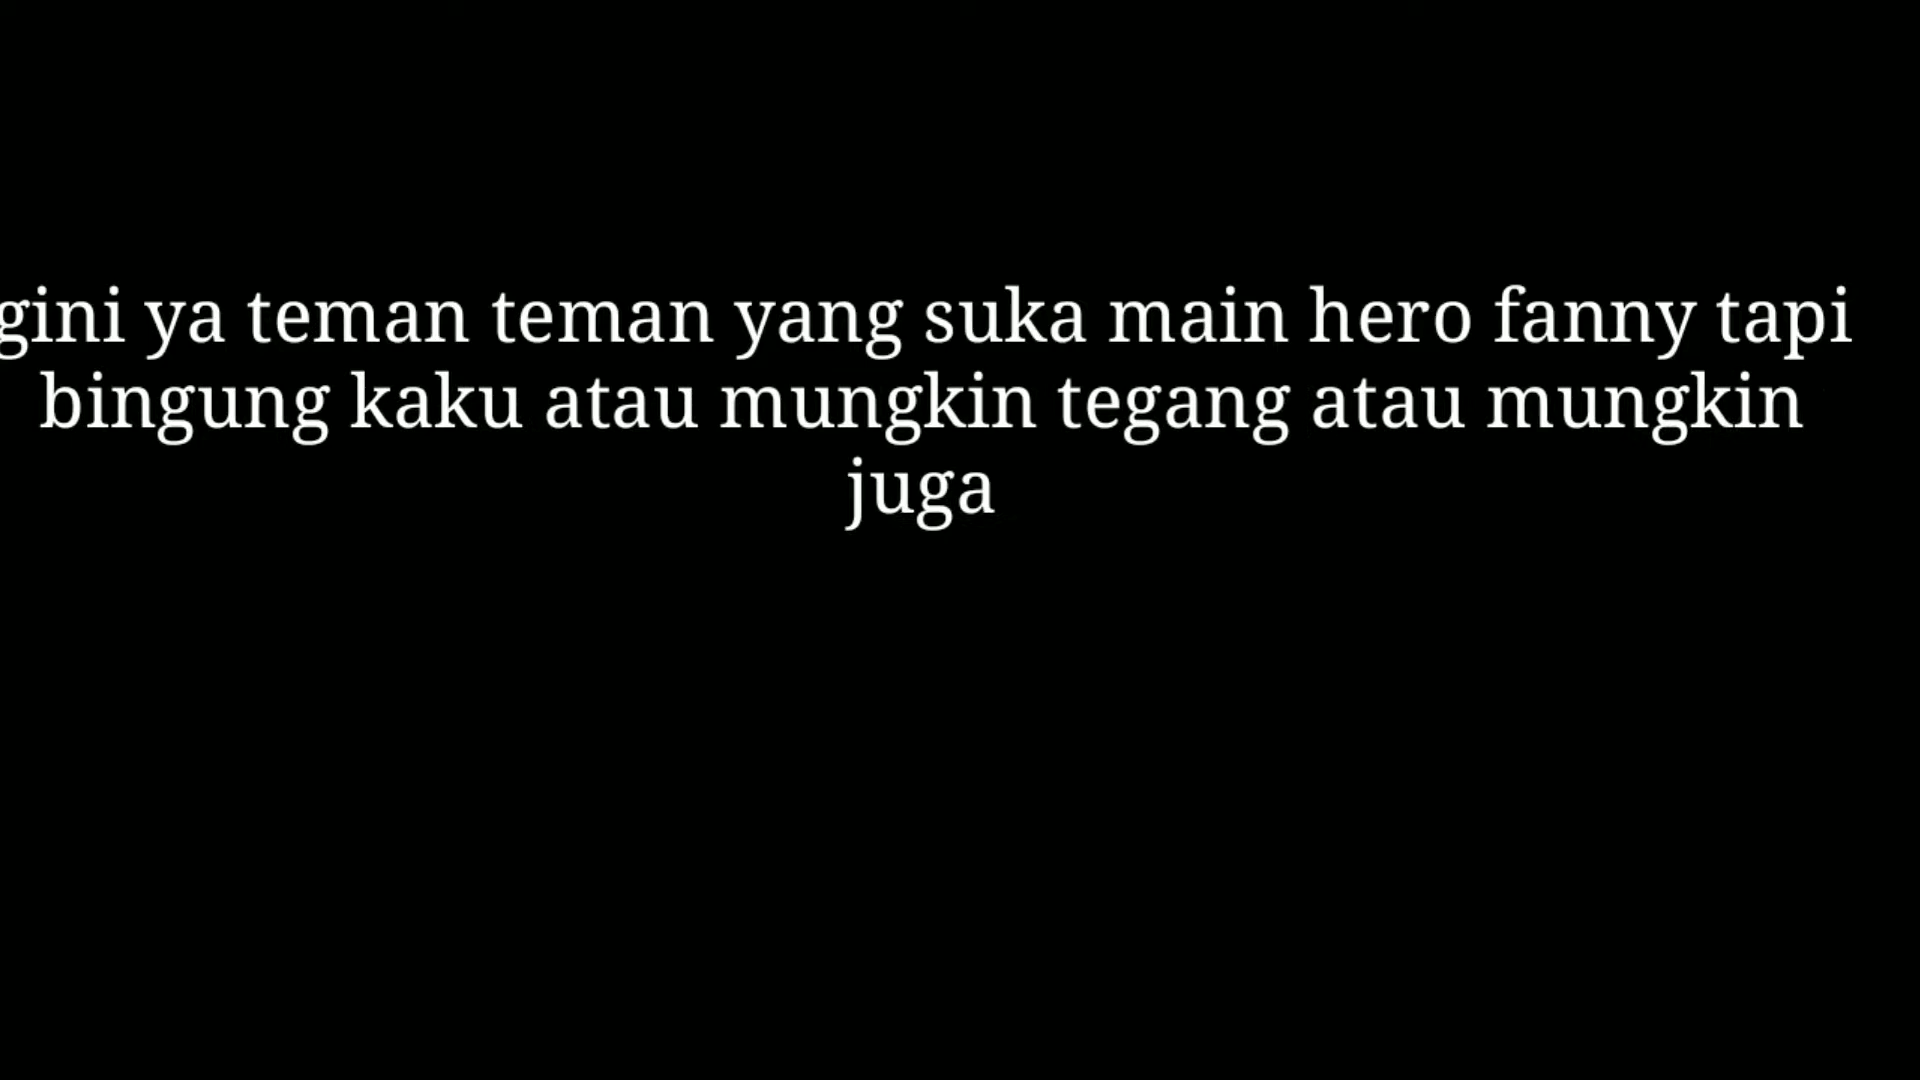 gini ya teman teman yang suka main hero fanny tapi
bingung kaku atau mungkin tegang atau mungkin
juga